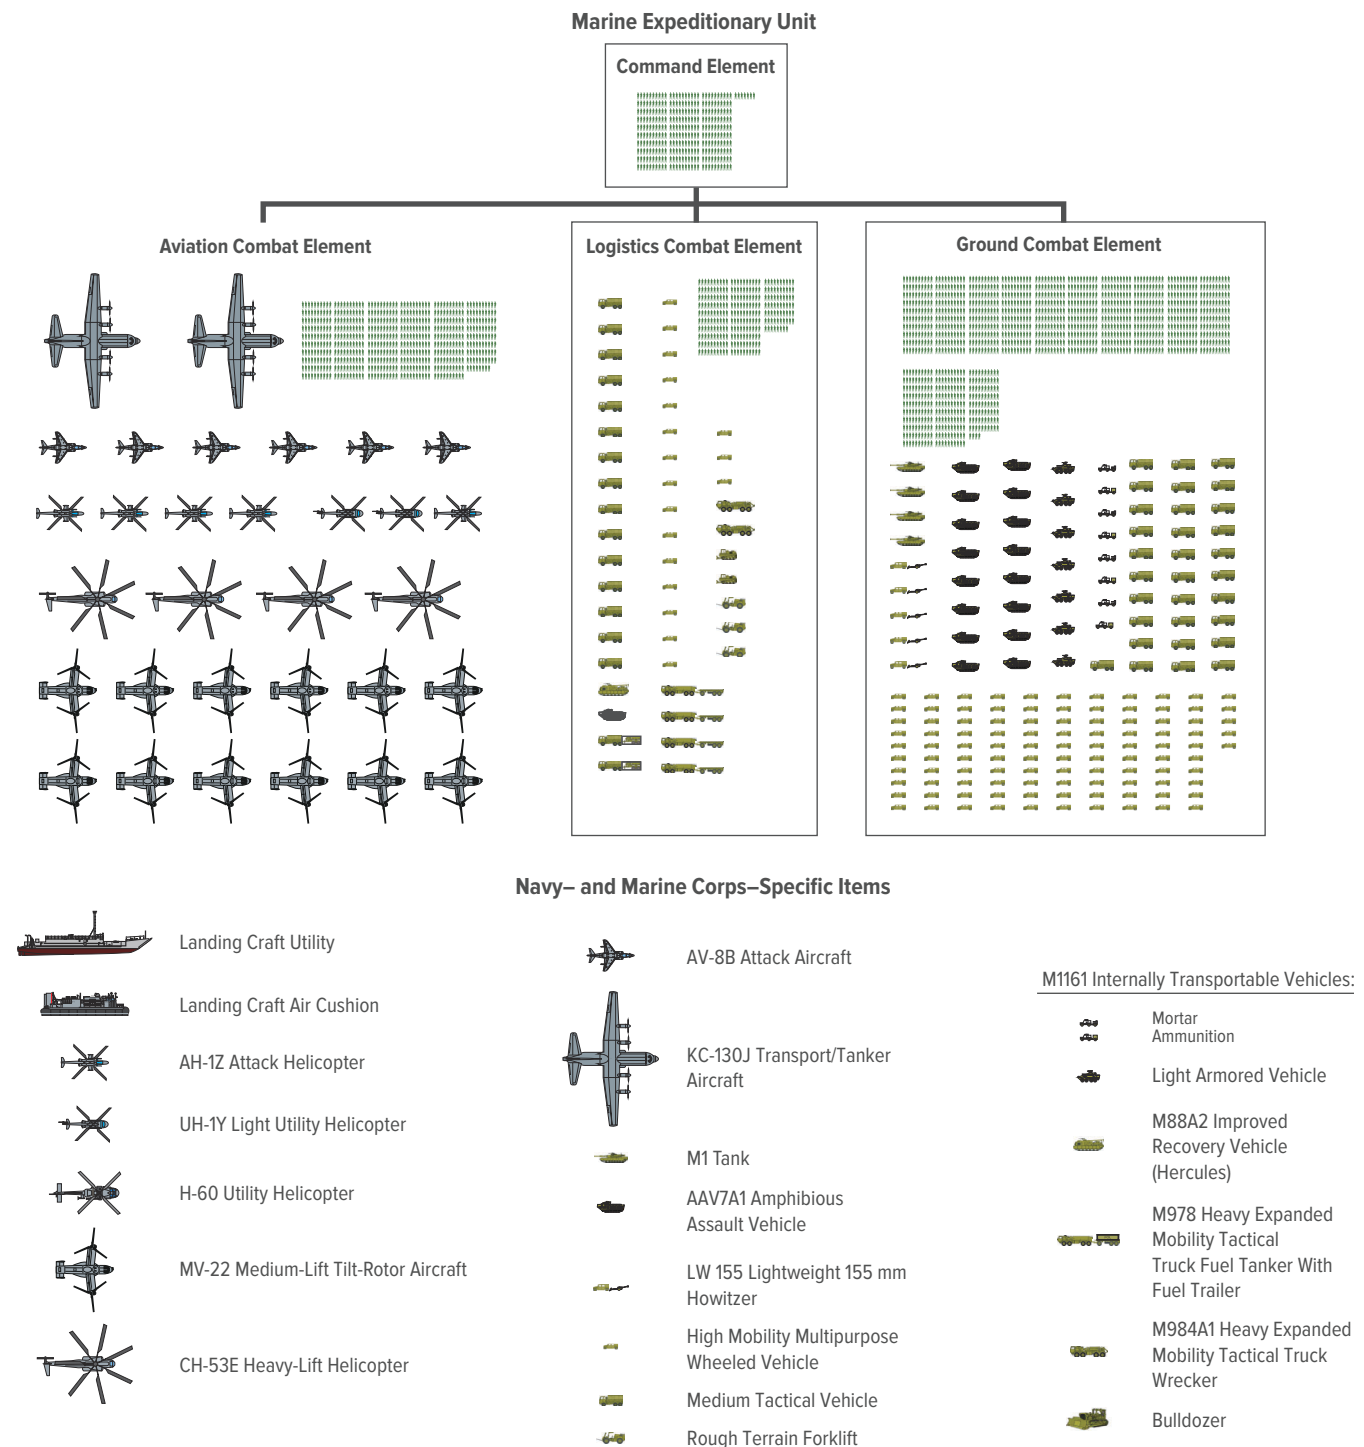 Marine Expeditionary Unit
Command Element
Aviation Combat Element
Logistics Combat Element
Ground Combat Element
Navy– and Marine Corps–Specific Items
Landing Craft Utility
Landing Craft Air Cushion
AH-1Z Attack Helicopter
UH-1Y Light Utility Helicopter
H-60 Utility Helicopter
MV-22 Medium-Lift Tilt-Rotor Aircraft
CH-53E Heavy-Lift Helicopter
AV-8B Attack Aircraft
KC-130J Transport/Tanker
Aircraft
M1 Tank
AAV7A1 Amphibious
Assault Vehicle
LW 155 Lightweight 155 mm
Howitzer
High Mobility Multipurpose
Wheeled Vehicle
Medium Tactical Vehicle
Rough Terrain Forklift
M1161 Internally Transportable Vehicles:
Mortar
Ammunition
Light Armored Vehicle
M88A2 Improved
Recovery Vehicle
(Hercules)
M978 Heavy Expanded
Mobility Tactical
Truck Fuel Tanker With
Fuel Trailer
M984A1 Heavy Expanded
Mobility Tactical Truck
Wrecker
Bulldozer